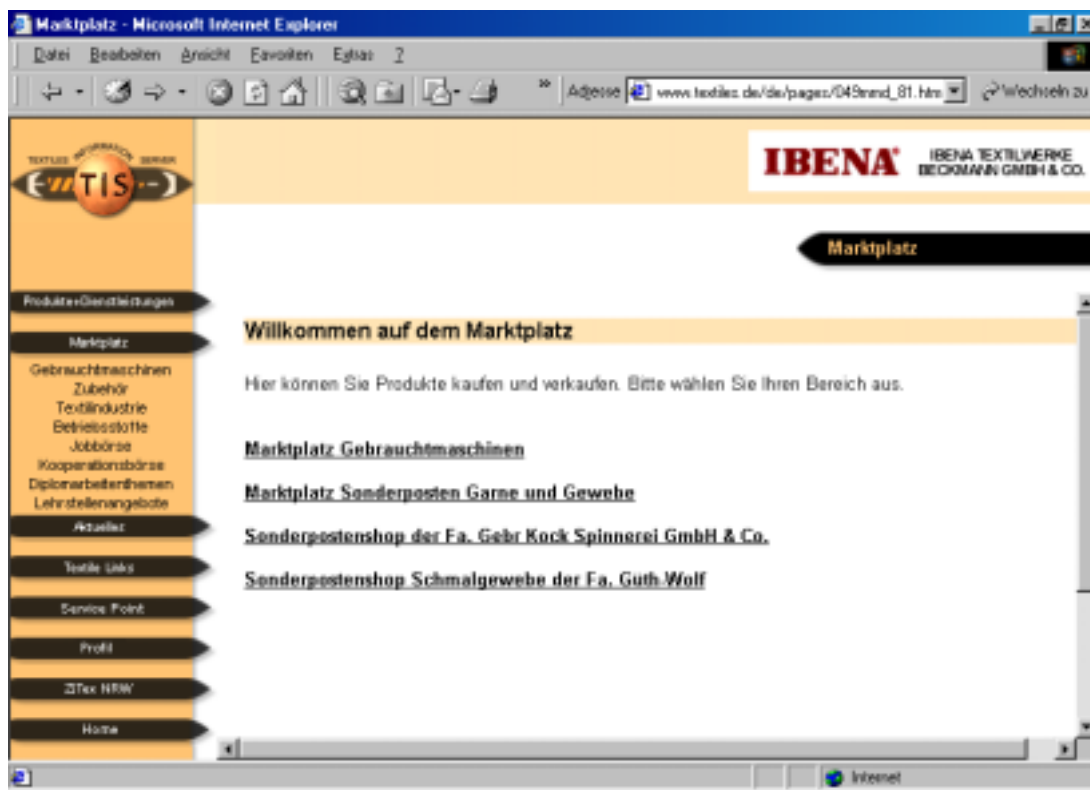 Marktplatz - Microsoft Internet Explorer
Datei Bearbeiten Ansicht Favoriten Extras ?
» Adresse www.textiles.de/de/pages/ Wechseln zu
TEXTILES INFORMATION SERVER
TIS
IBENA IBENA TEXTILWERKE
BECKMANN GMBH & CO.
Marktplatz
Produkte+Dienstleistungen
Marktplatz
Gebrauchtmaschinen
Zubehör
Textilindustrie
Betriebsstoffe
Jobbörse
Kooperationsbörse
Diplomarbeitenthemen
Lehrstellenangebote
Aktuelles
Textile Links
Service Point
Profil
ZiTex NRW
Home
Willkommen auf dem Marktplatz
Hier können Sie Produkte kaufen und verkaufen. Bitte wählen Sie Ihren Bereich aus.
Marktplatz Gebrauchtmaschinen
Marktplatz Sonderposten Garne und Gewebe
Sonderpostenshop der Fa. Gebr Kock Spinnerei GmbH & Co.
Sonderpostenshop Schmalgewebe der Fa. Güth-Wolf
Internet